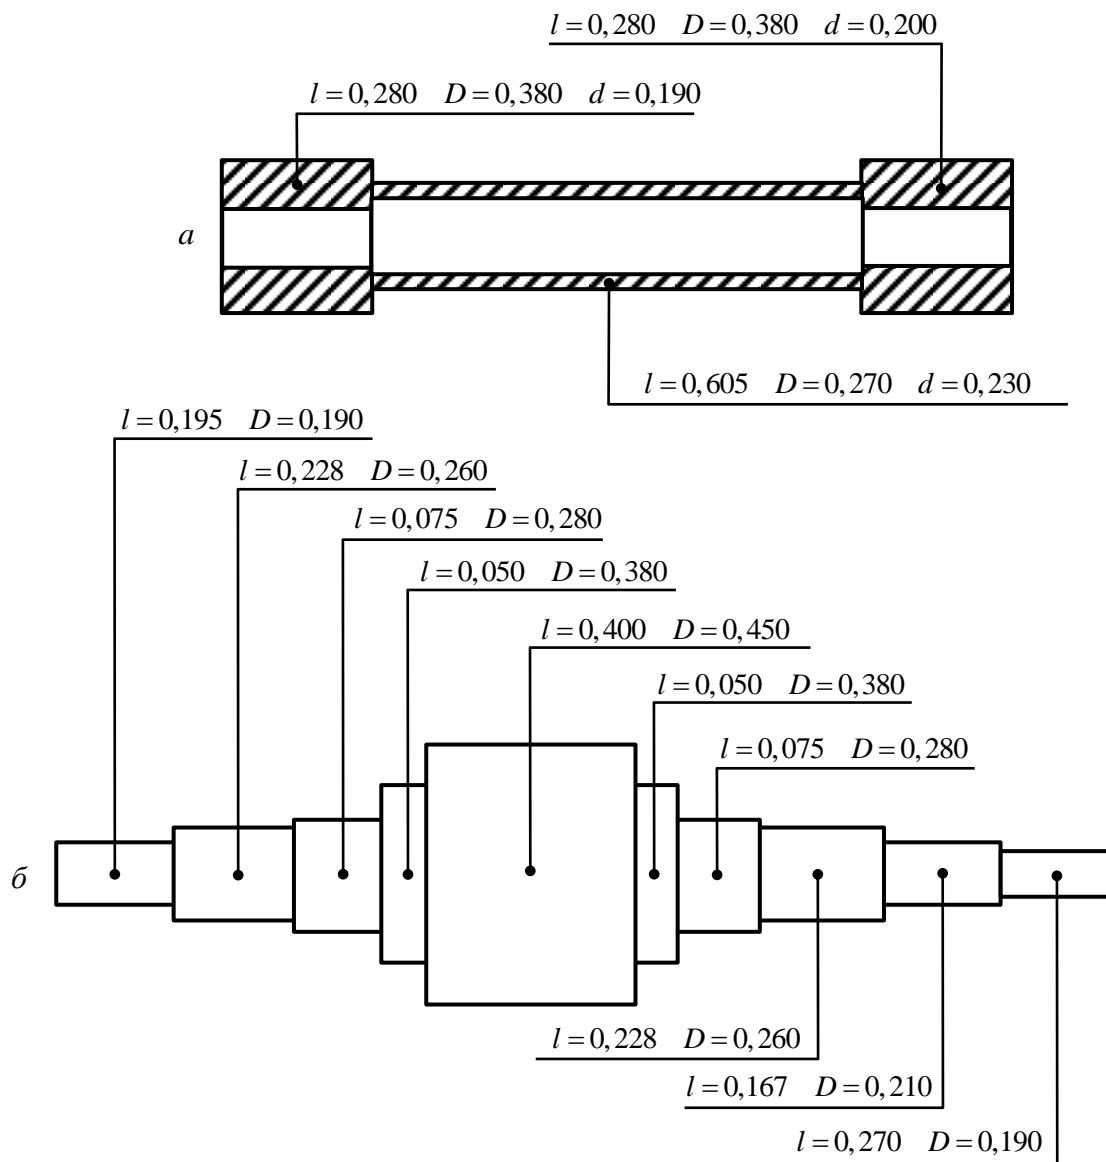 l = 0,280 D = 0,380 d = 0,200
l = 0,280 D = 0,380 d = 0,190
а
l = 0,605 D = 0,270 d = 0,230
l = 0,195 D = 0,190
l = 0,228 D = 0,260
l = 0,075 D = 0,280
l = 0,050 D = 0,380
l = 0,400 D = 0,450
l = 0,050 D = 0,380
l = 0,075 D = 0,280
б
l = 0,228 D = 0,260
l = 0,167 D = 0,210
l = 0,270 D = 0,190